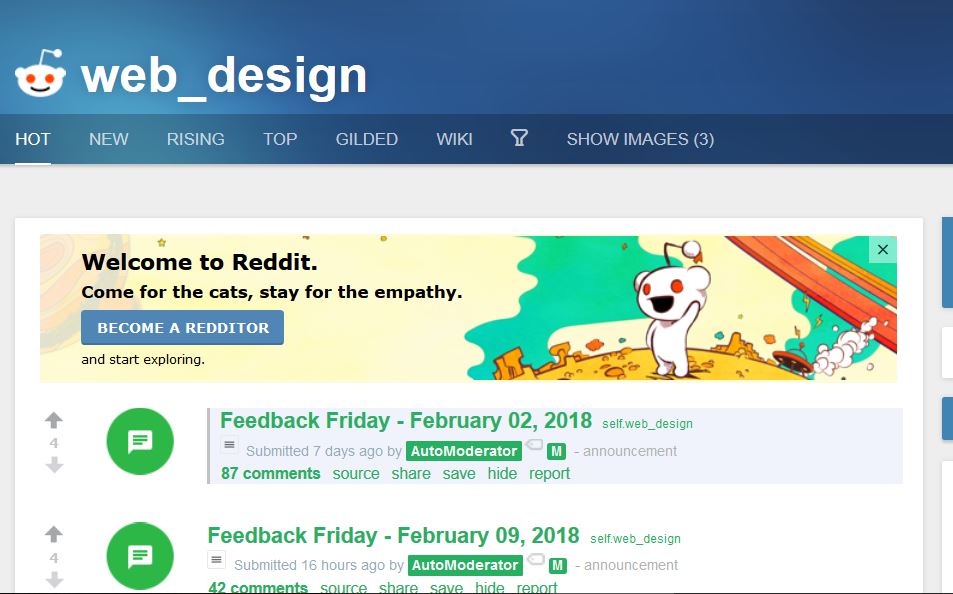 web_design
HOT NEW RISING TOP GILDED WIKI SHOW IMAGES (3)
Welcome to Reddit.
Come for the cats, stay for the empathy.
BECOME A REDDITOR
and start exploring.
4
Feedback Friday - February 02, 2018 self.web_design
Submitted 7 days ago by AutoModerator M - announcement
87 comments source share save hide report
4
Feedback Friday - February 09, 2018 self.web_design
Submitted 16 hours ago by AutoModerator M - announcement
42 comments source share save hide report